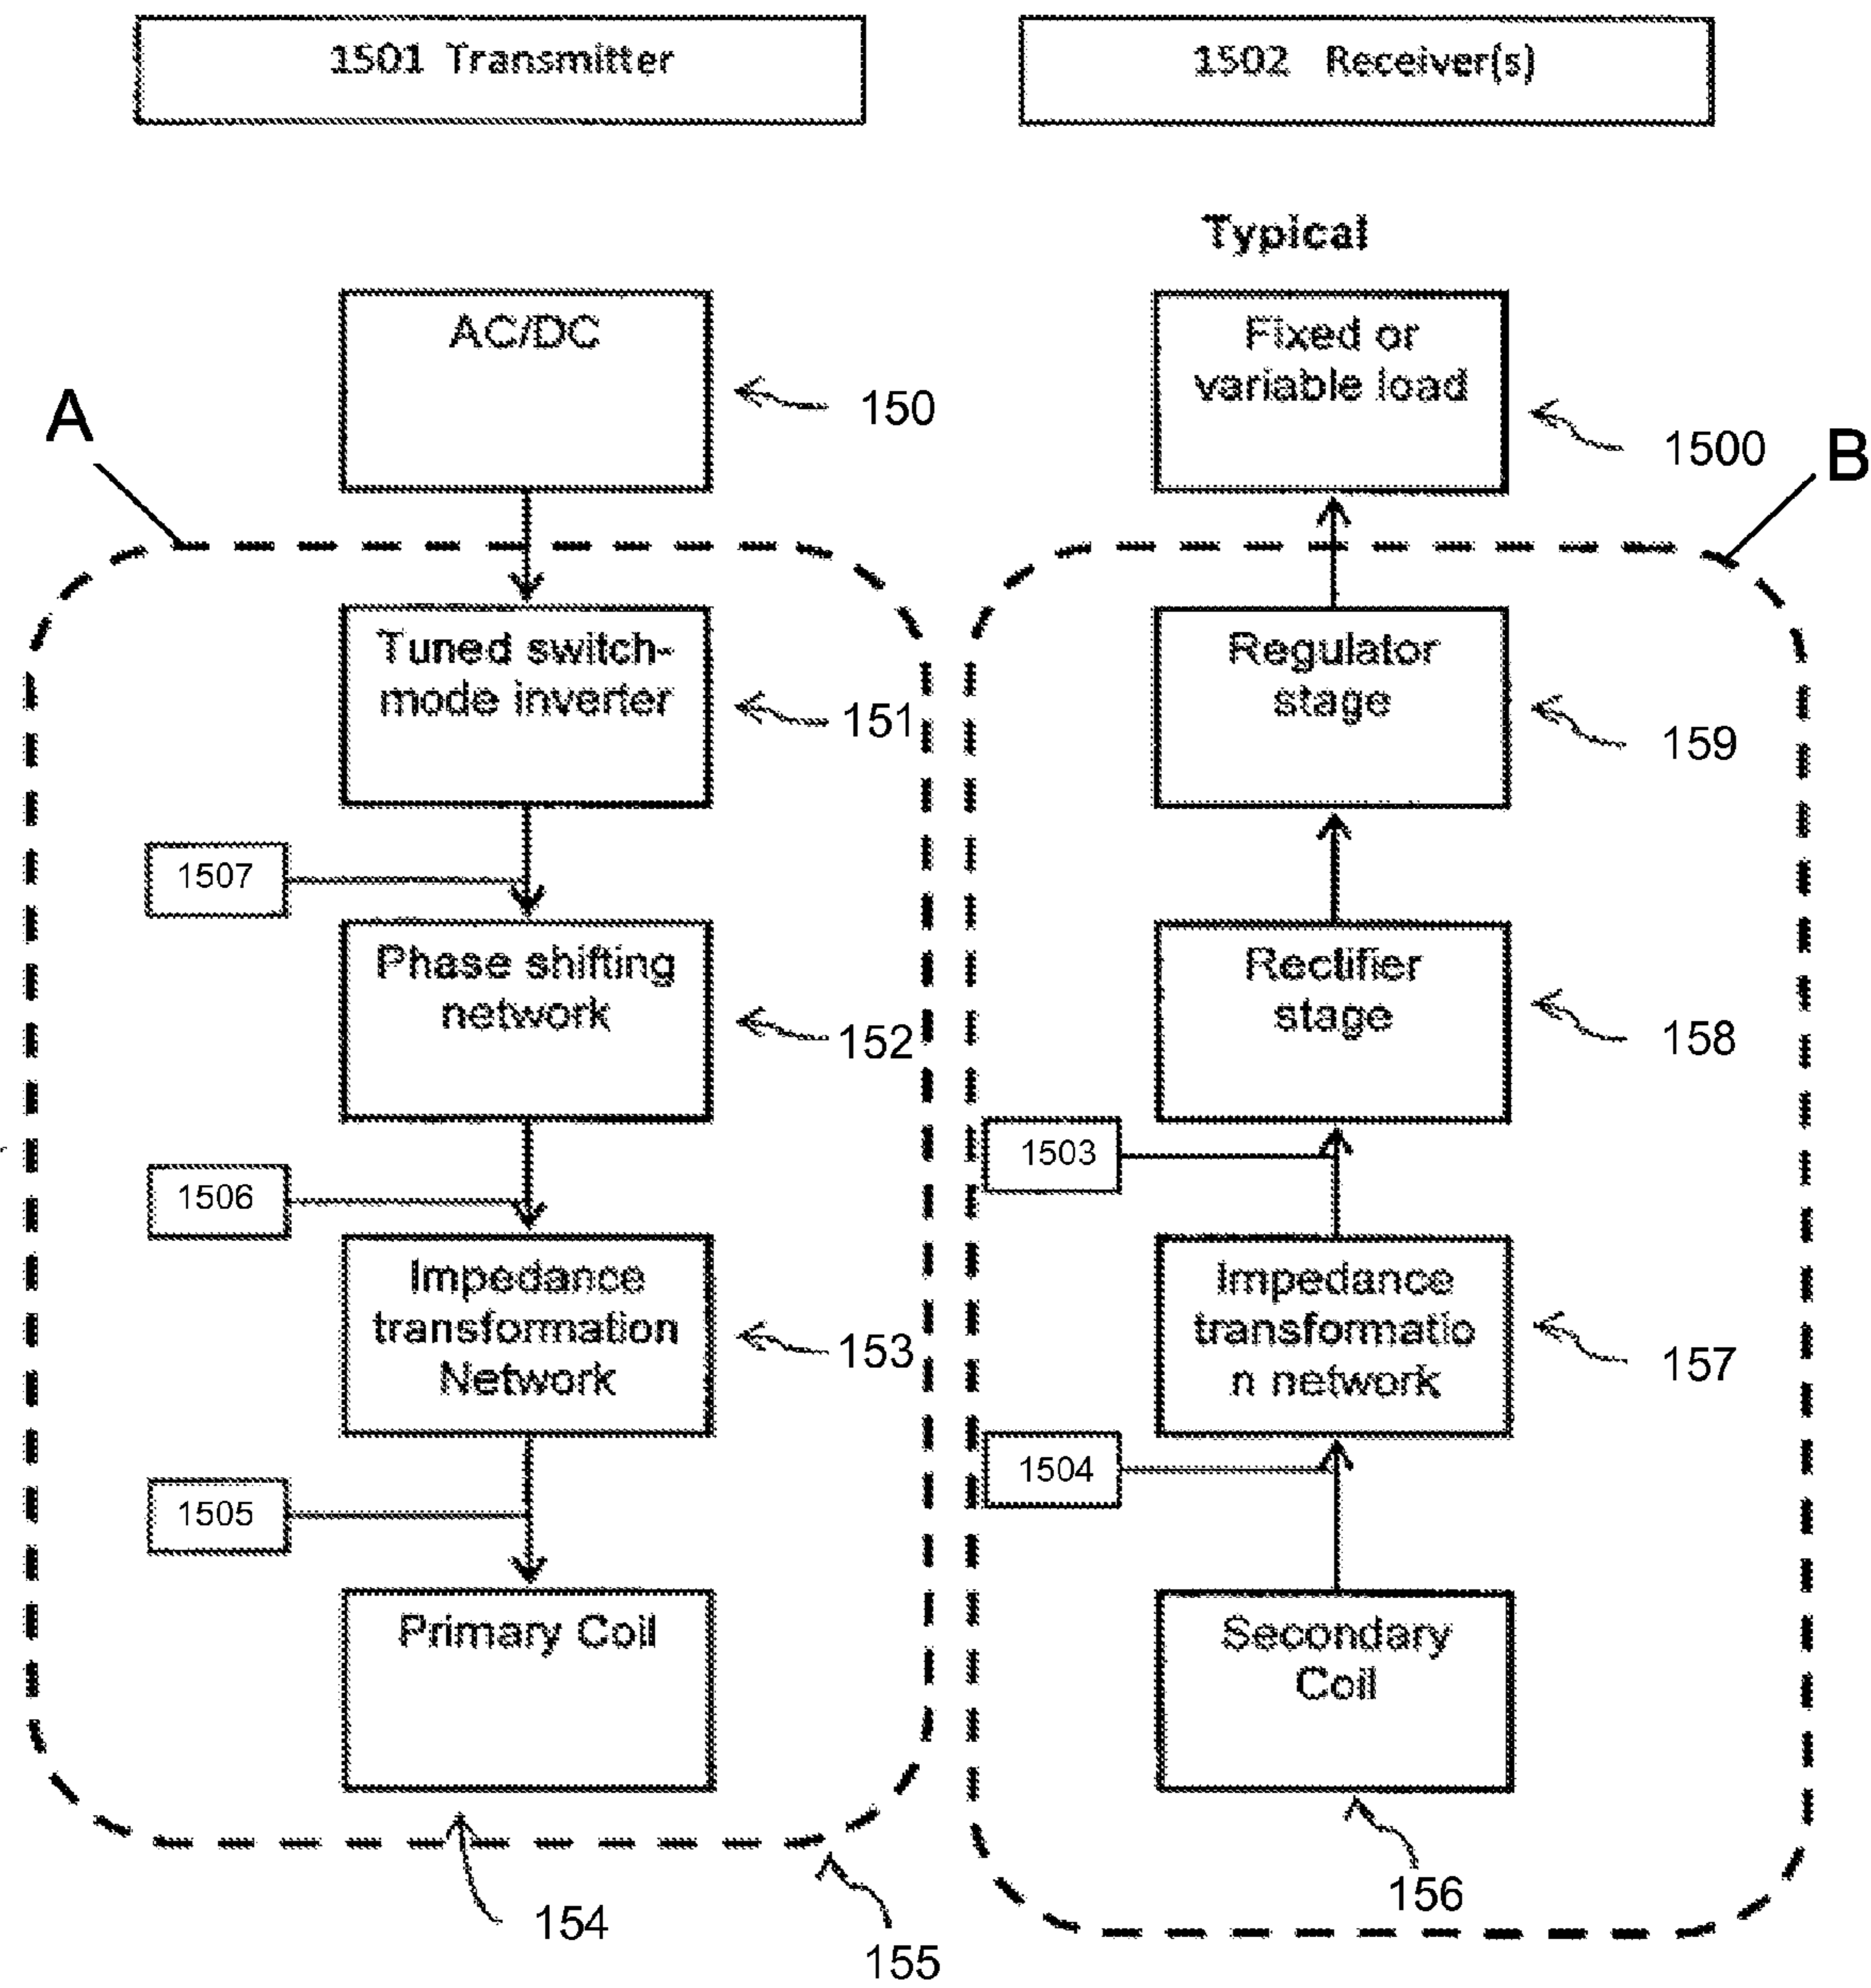 1501 Transmitter
1502 Receiver(s)
Typical
AC/DC
150
Fixed or
variable load
1500
A
B
Tuned switch-
mode inverter
151
Regulator
stage
159
1507
Phase shifting
network
152
Rectifier
stage
158
1503
1506
Impedance
transformation
Network
153
Impedance
transformatio
n network
157
1504
1505
Primary Coil
Secondary
Coil
154
155
156